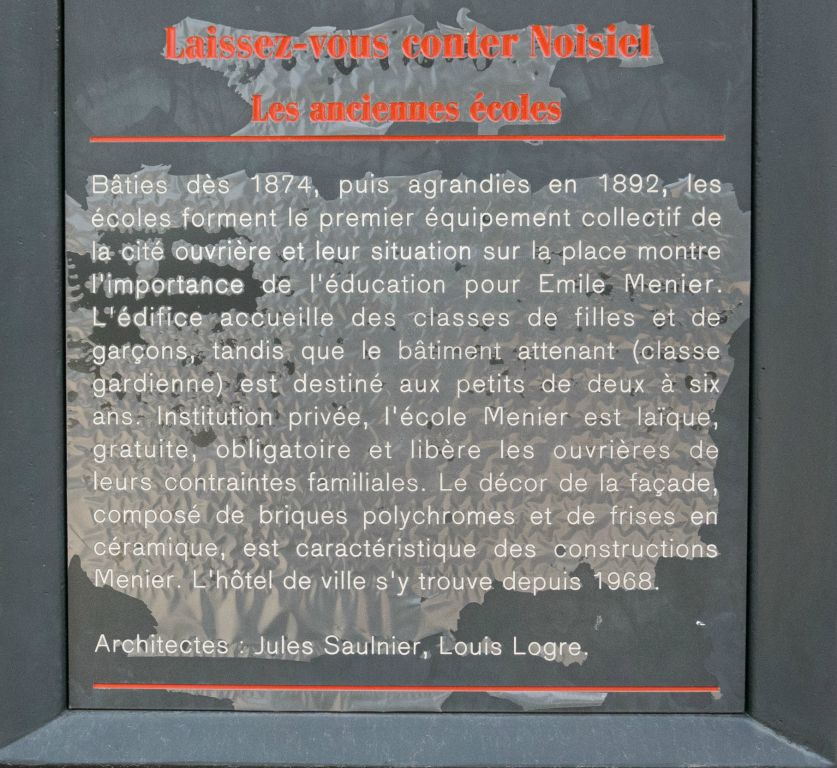 Laissez-vous conter Noisiel
Les anciennes écoles
Bâties dès 1874, puis agrandies en 1892, les
écoles forment le premier équipement collectif de
la cité ouvrière et leur situation sur la place montre
l'importance de l'éducation pour Emile Menier.
L'édifice accueille des classes de filles et de
garçons, tandis que le bâtiment attenant (classe
gardienne) est destiné aux petits de deux à six
ans. Institution privée, l'école Menier est laïque,
gratuite, obligatoire et libère les ouvrières de
leurs contraintes familiales. Le décor de la façade,
composé de briques polychromes et de frises en
céramique, est caractéristique des constructions
Menier. L'hôtel de ville s'y trouve depuis 1968.
Architectes : Jules Saulnier, Louis Logre.